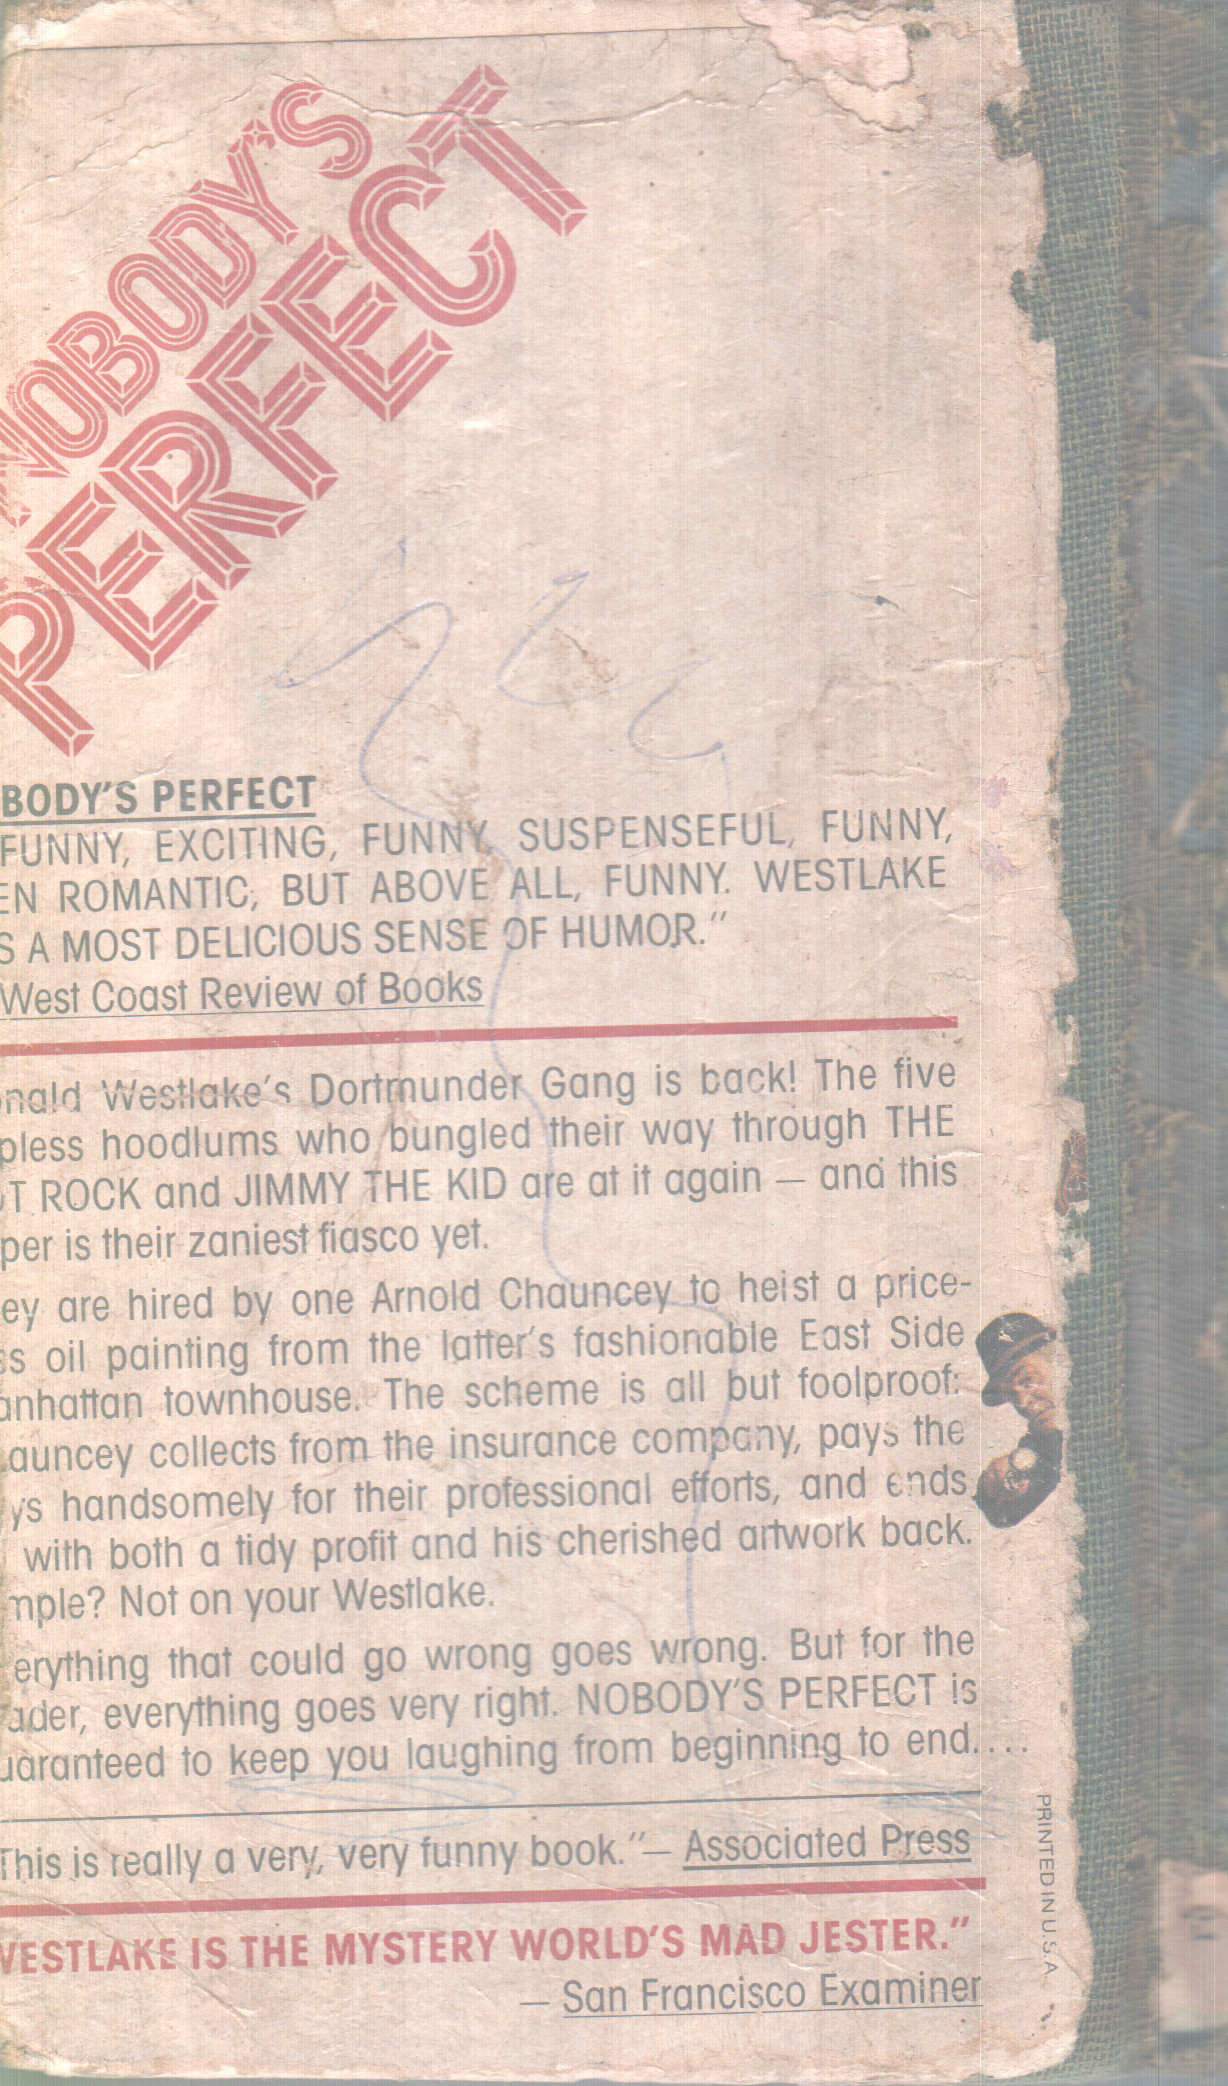 NOBODY'S
PERFECT
BODY'S PERFECT
FUNNY, EXCITING, FUNNY, SUSPENSEFUL, FUNNY,
EN ROMANTIC, BUT ABOVE ALL, FUNNY. WESTLAKE
S A MOST DELICIOUS SENSE OF HUMOR."
West Coast Review of Books
onald Westlake's Dortmunder Gang is back! The five
pless hoodlums who bungled their way through THE
OT ROCK and JIMMY THE KID are at it again — and this
per is their zaniest fiasco yet.
ey are hired by one Arnold Chauncey to heist a price-
ss oil painting from the latter's fashionable East Side
anhattan townhouse. The scheme is all but foolproof:
auncey collects from the insurance company, pays the
ys handsomely for their professional efforts, and ends
with both a tidy profit and his cherished artwork back.
mple? Not on your Westlake.
erything that could go wrong goes wrong. But for the
ader, everything goes very right. NOBODY'S PERFECT is
uaranteed to keep you laughing from beginning to end....
This is really a very, very funny book."— Associated Press
WESTLAKE IS THE MYSTERY WORLD'S MAD JESTER."
— San Francisco Examiner
PRINTED IN U.S.A.